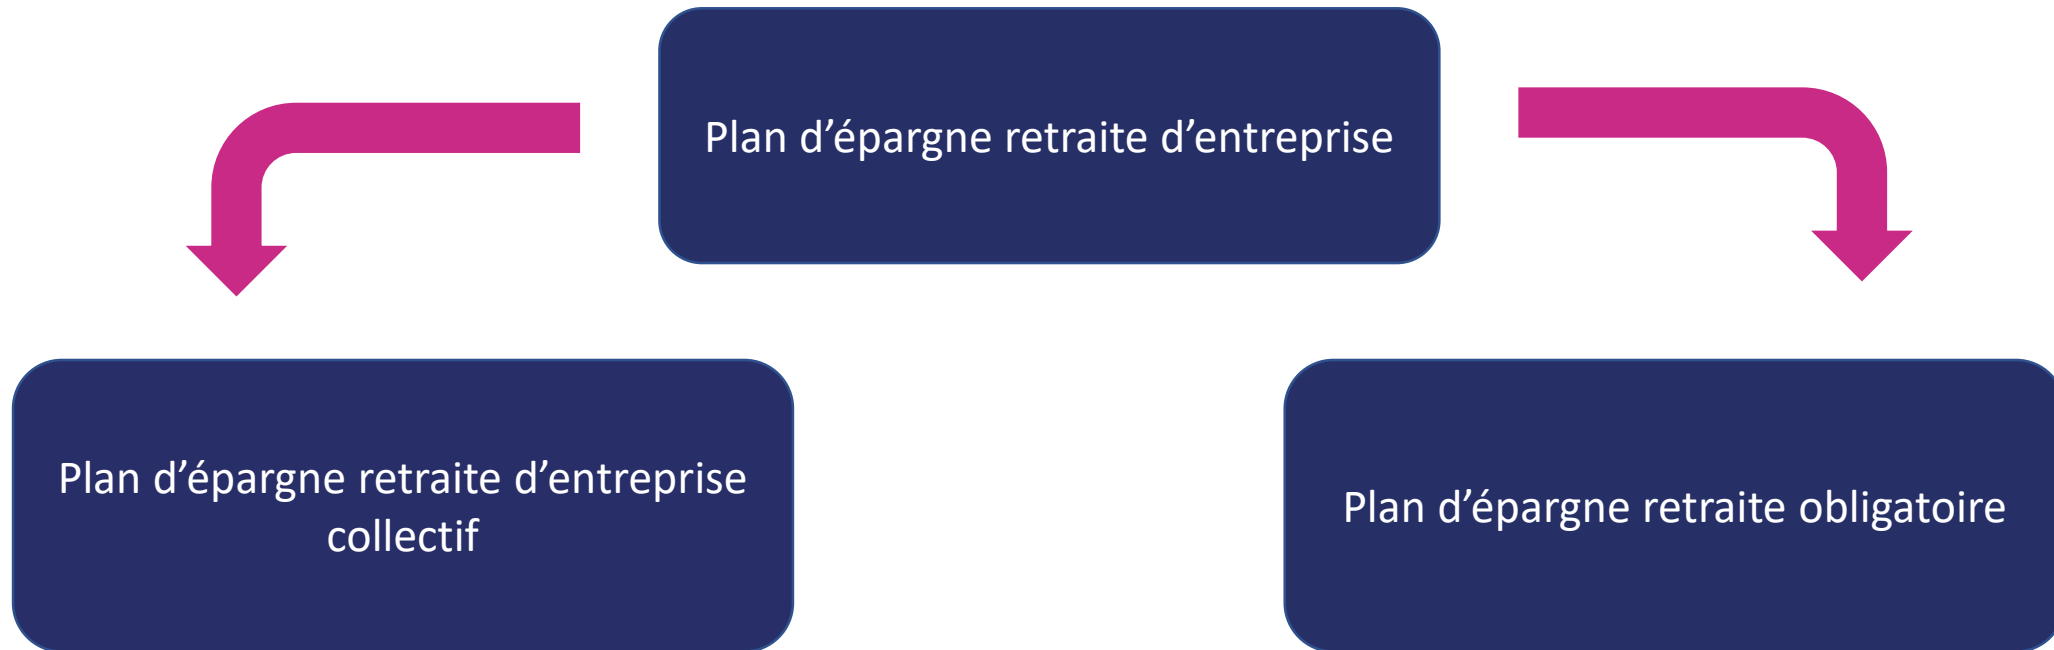 Plan d’épargne retraite d’entreprise
Plan d’épargne retraite d’entreprise
collectif
Plan d’épargne retraite obligatoire